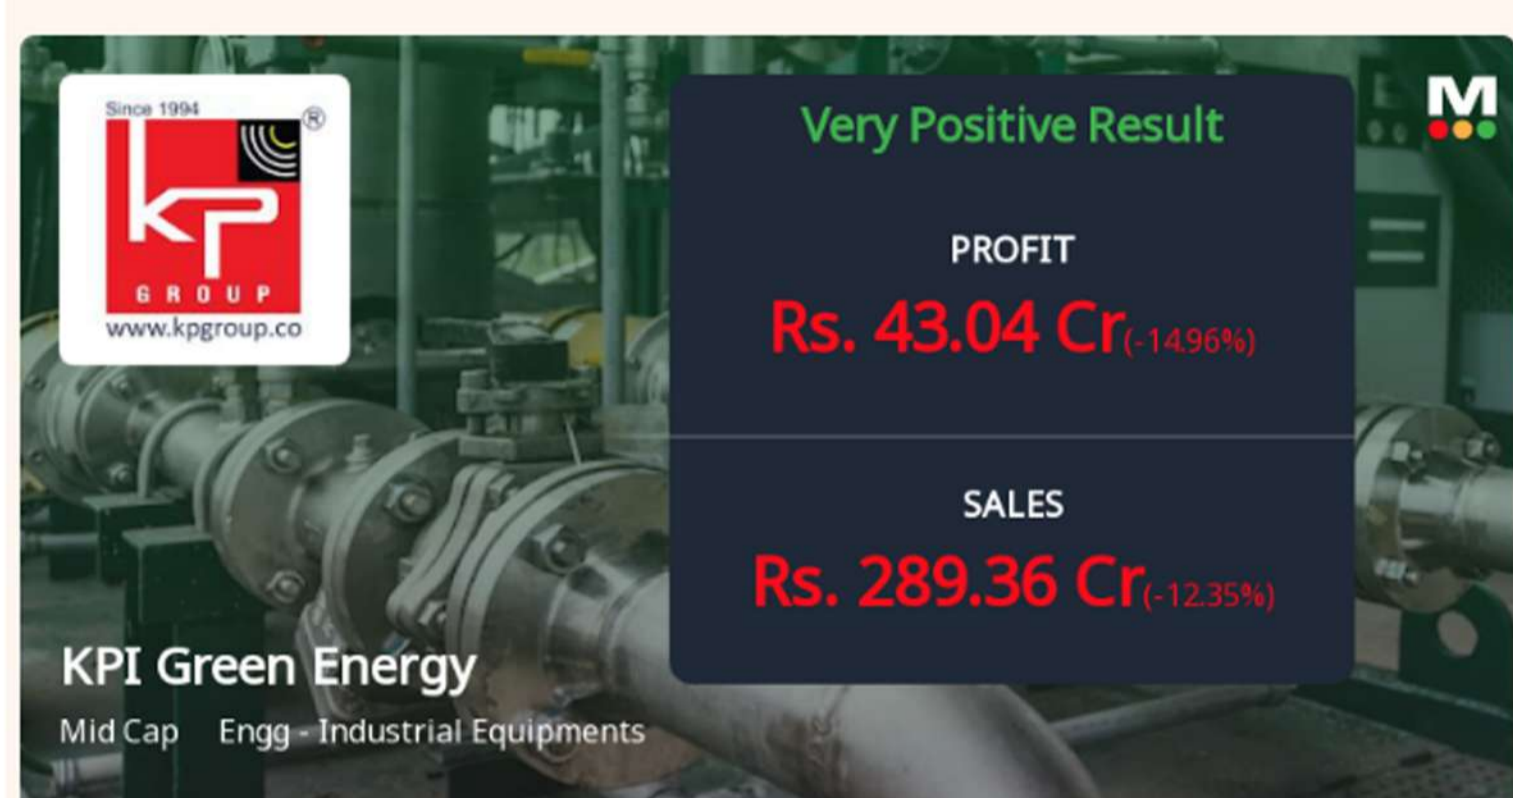 Since 1994
®
kp
GROUP
www.kpgroup.co
M
Very Positive Result
PROFIT
Rs. 43.04 Cr(-14.96%)
SALES
Rs. 289.36 Cr(-12.35%)
KPI Green Energy
Mid Cap Engg - Industrial Equipments